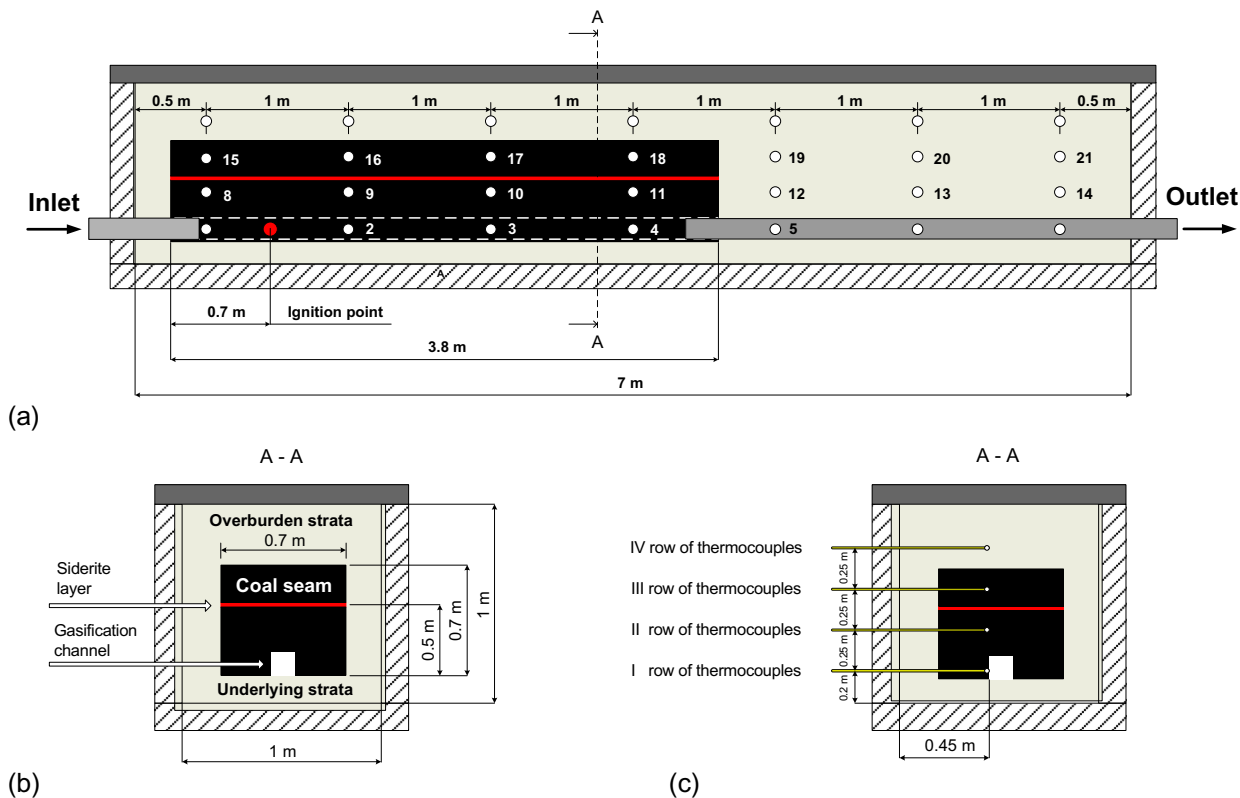 A
0.5 m 1 m 1 m 1 m 1 m 1 m 1 m 0.5 m
15 16 17 18 19 20 21
8 9 10 11 12 13 14
Inlet Outlet
2 3 4 5
A
0.7 m Ignition point
A
3.8 m
7 m
(a)
A - A
Overburden strata
0.7 m
Siderite
layer
Coal seam
Gasification
channel
Underlying strata
0.5 m
0.7 m
1 m
1 m
(b)
A - A
IV row of thermocouples
0.25 m
III row of thermocouples
0.25 m
II row of thermocouples
0.25 m
I row of thermocouples
0.2 m
0.45 m
(c)